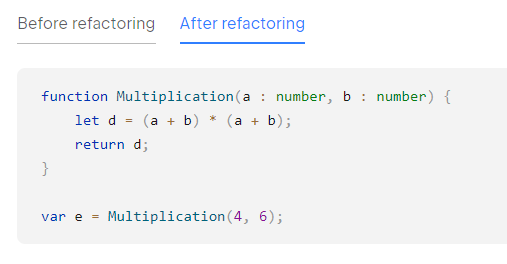 Before refactoring After refactoring
function Multiplication(a : number, b : number) {
    let d = (a + b) * (a + b);
    return d;
}
var e = Multiplication(4, 6);